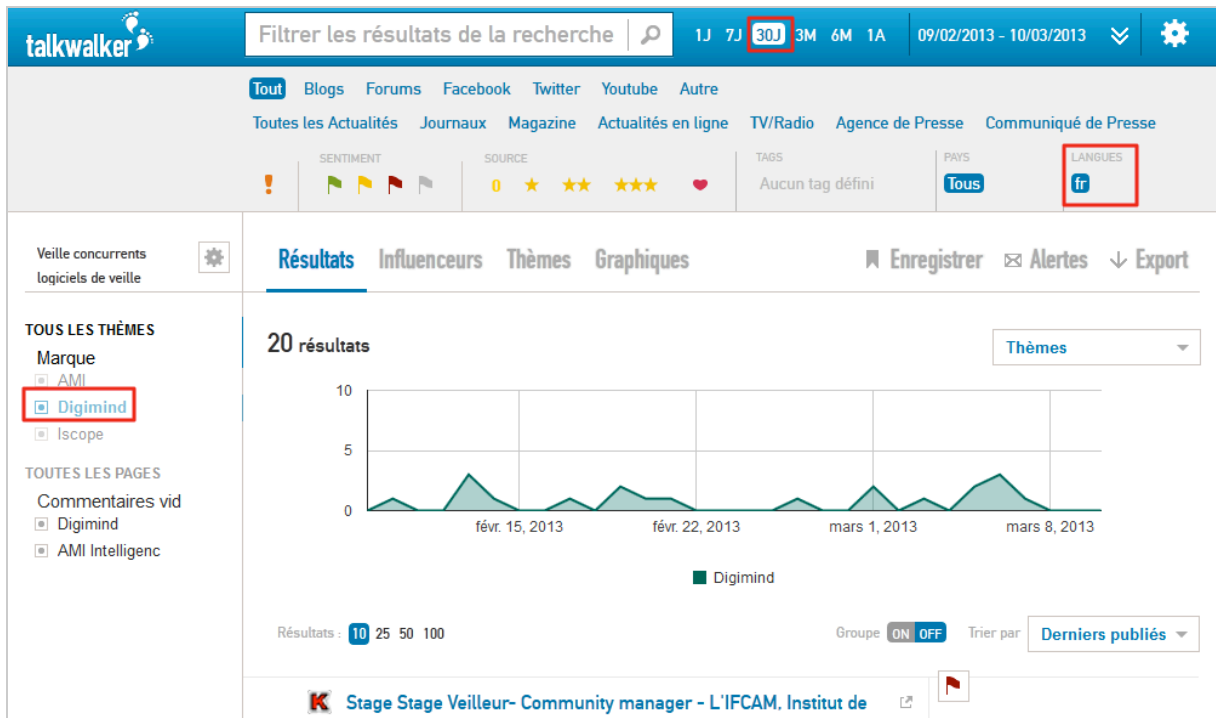 talkwalker
Filtrer les résultats de la recherche
1J 7J 30J 3M 6M 1A 09/02/2013 - 10/03/2013
Tout Blogs Forums Facebook Twitter Youtube Autre
Toutes les Actualités Journaux Magazine Actualités en ligne TV/Radio Agence de Presse Communiqué de Presse
SENTIMENT SOURCE TAGS PAYS LANGUES
0 Aucun tag défini Tous fr
Veille concurrents
logiciels de veille
Résultats Influenceurs Thèmes Graphiques Enregistrer Alertes Export
TOUS LES THÈMES
Marque
AMI
Digimind
Iscope
TOUTES LES PAGES
Commentaires vid
Digimind
AMI Intelligenc
20 résultats
Thèmes
10
5
0
févr. 15, 2013 févr. 22, 2013 mars 1, 2013 mars 8, 2013
Digimind
Résultats : 10 25 50 100 Groupe ON OFF Trier par Derniers publiés
K Stage Stage Veilleur- Community manager - L'IFCAM, Institut de